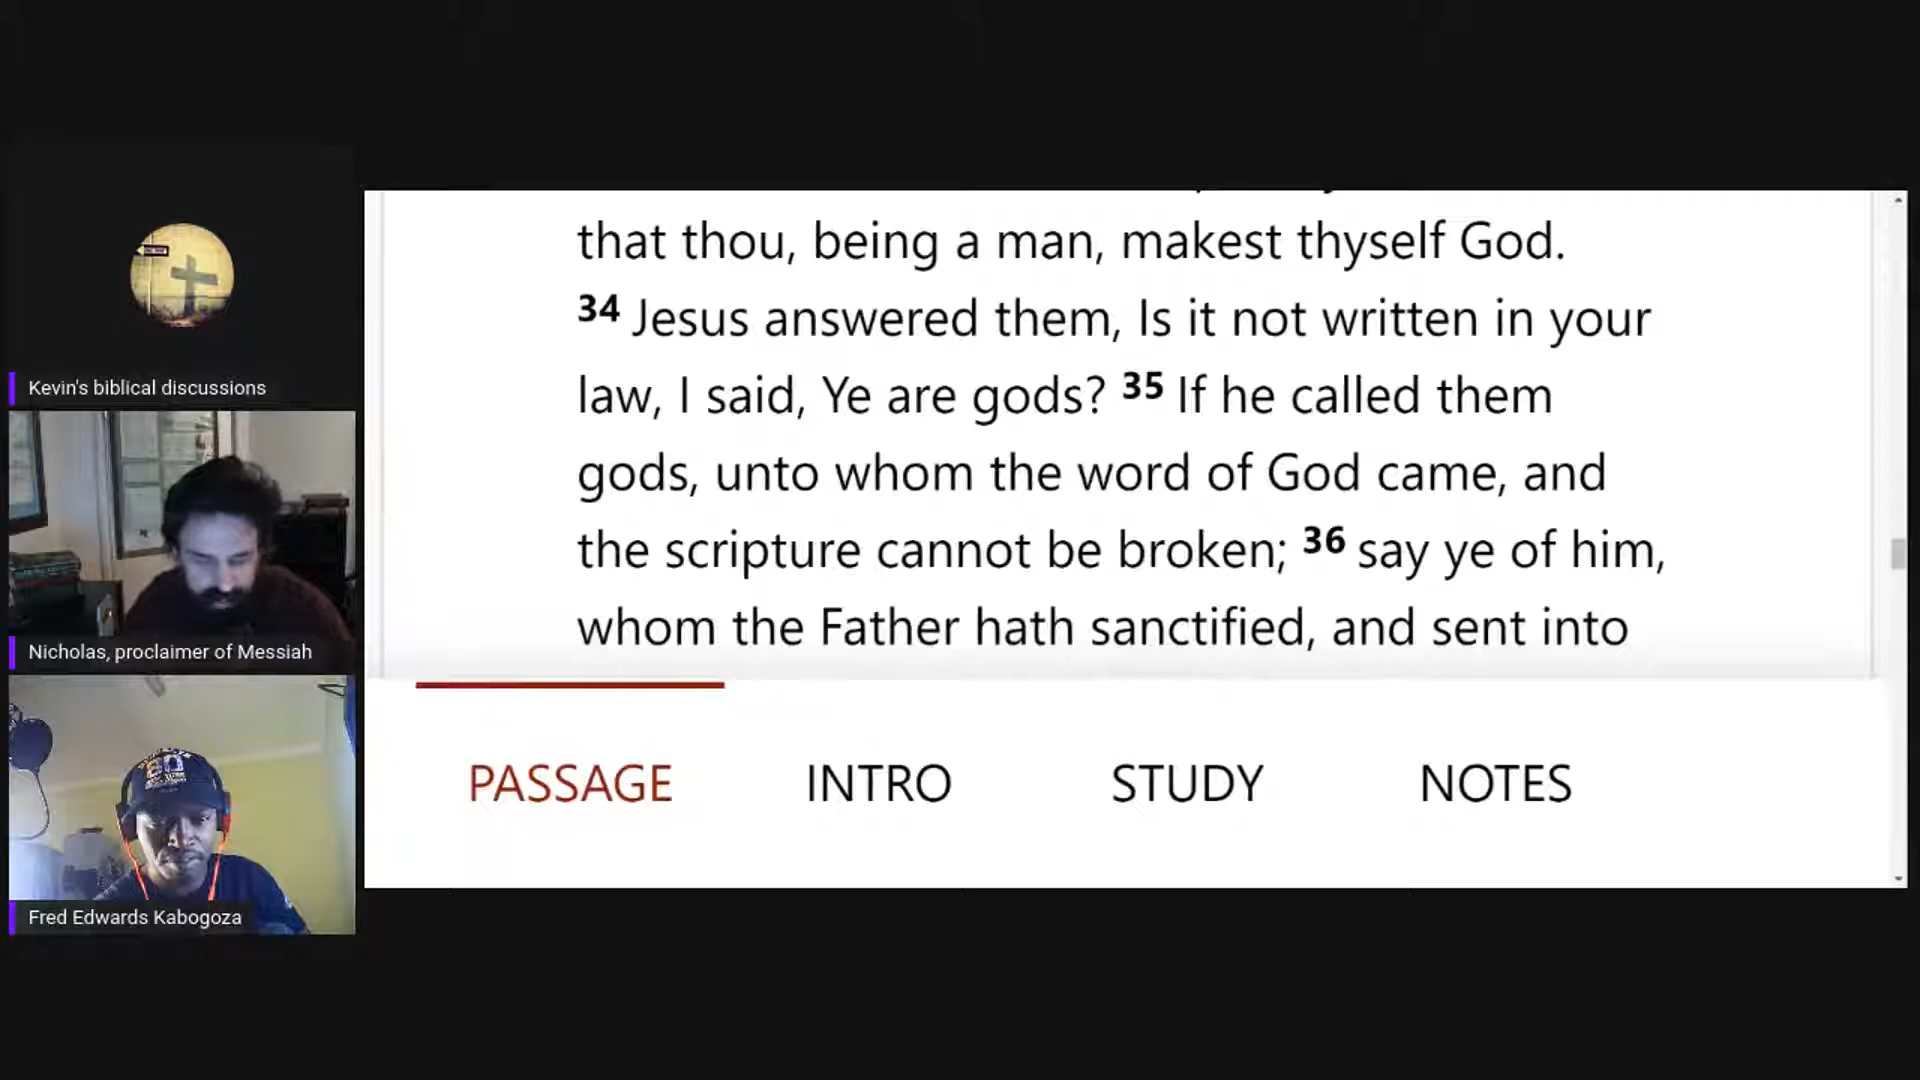 Kevin's biblical discussions
Nicholas, proclaimer of Messiah
Fred Edwards Kabogoza
that thou, being a man, makest thyself God.
34 Jesus answered them, Is it not written in your
law, I said, Ye are gods? 35 If he called them
gods, unto whom the word of God came, and
the scripture cannot be broken; 36 say ye of him,
whom the Father hath sanctified, and sent into
PASSAGE INTRO STUDY NOTES